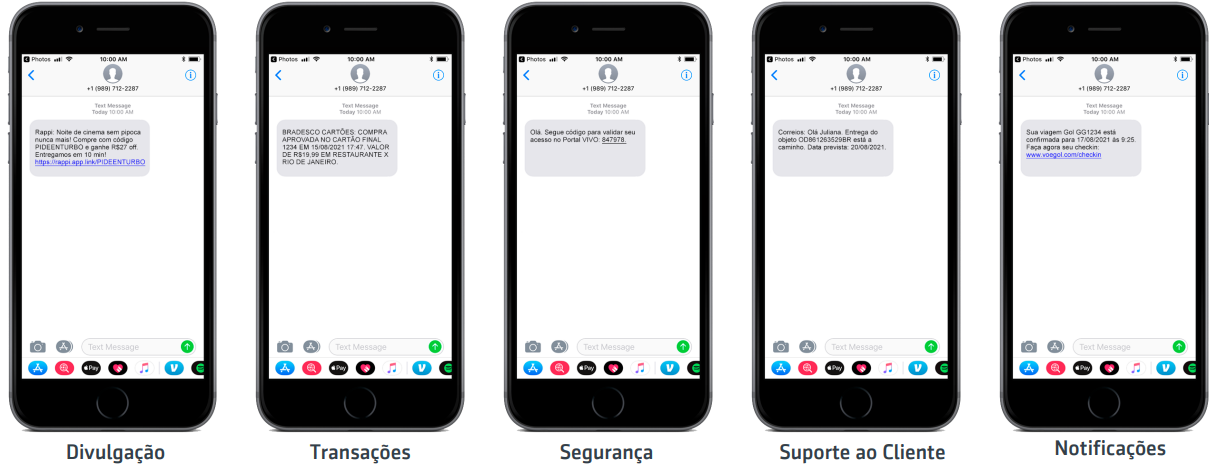 Photos 10:00 AM
+1 (989) 712-2287
Text Message
Today 10:00 AM
Rappi: Noite de cinema sem pipoca
nunca mais! Compre com código
PIDEENTURBO e ganhe R$27 off.
Entregamos em 10 min!
https://rappi.app.link/PIDEENTURBO
Text Message
Pay
Divulgação
Photos 10:00 AM
+1 (989) 712-2287
Text Message
Today 10:00 AM
BRADESCO CARTÕES: COMPRA
APROVADA NO CARTÃO FINAL
1234 EM 15/08/2021 17:47. VALOR
DE R$19,99 EM RESTAURANTE X
RIO DE JANEIRO.
Text Message
Pay
Transações
Photos 10:00 AM
+1 (989) 712-2287
Text Message
Today 10:00 AM
Olá. Segue código para validar seu
acesso no Portal VIVO: 847978.
Text Message
Pay
Segurança
Photos 10:00 AM
+1 (989) 712-2287
Text Message
Today 10:00 AM
Correios: Olá Juliana. Entrega do
objeto OD861263529BR está a
caminho. Data prevista: 20/08/2021.
Text Message
Pay
Suporte ao Cliente
Photos 10:00 AM
+1 (989) 712-2287
Text Message
Today 10:00 AM
Sua viagem Gol GG1234 está
confirmada para 17/08/2021 ás 9:25.
Faça agora seu checkin:
www.voegol.com/checkin
Text Message
Pay
Notificações